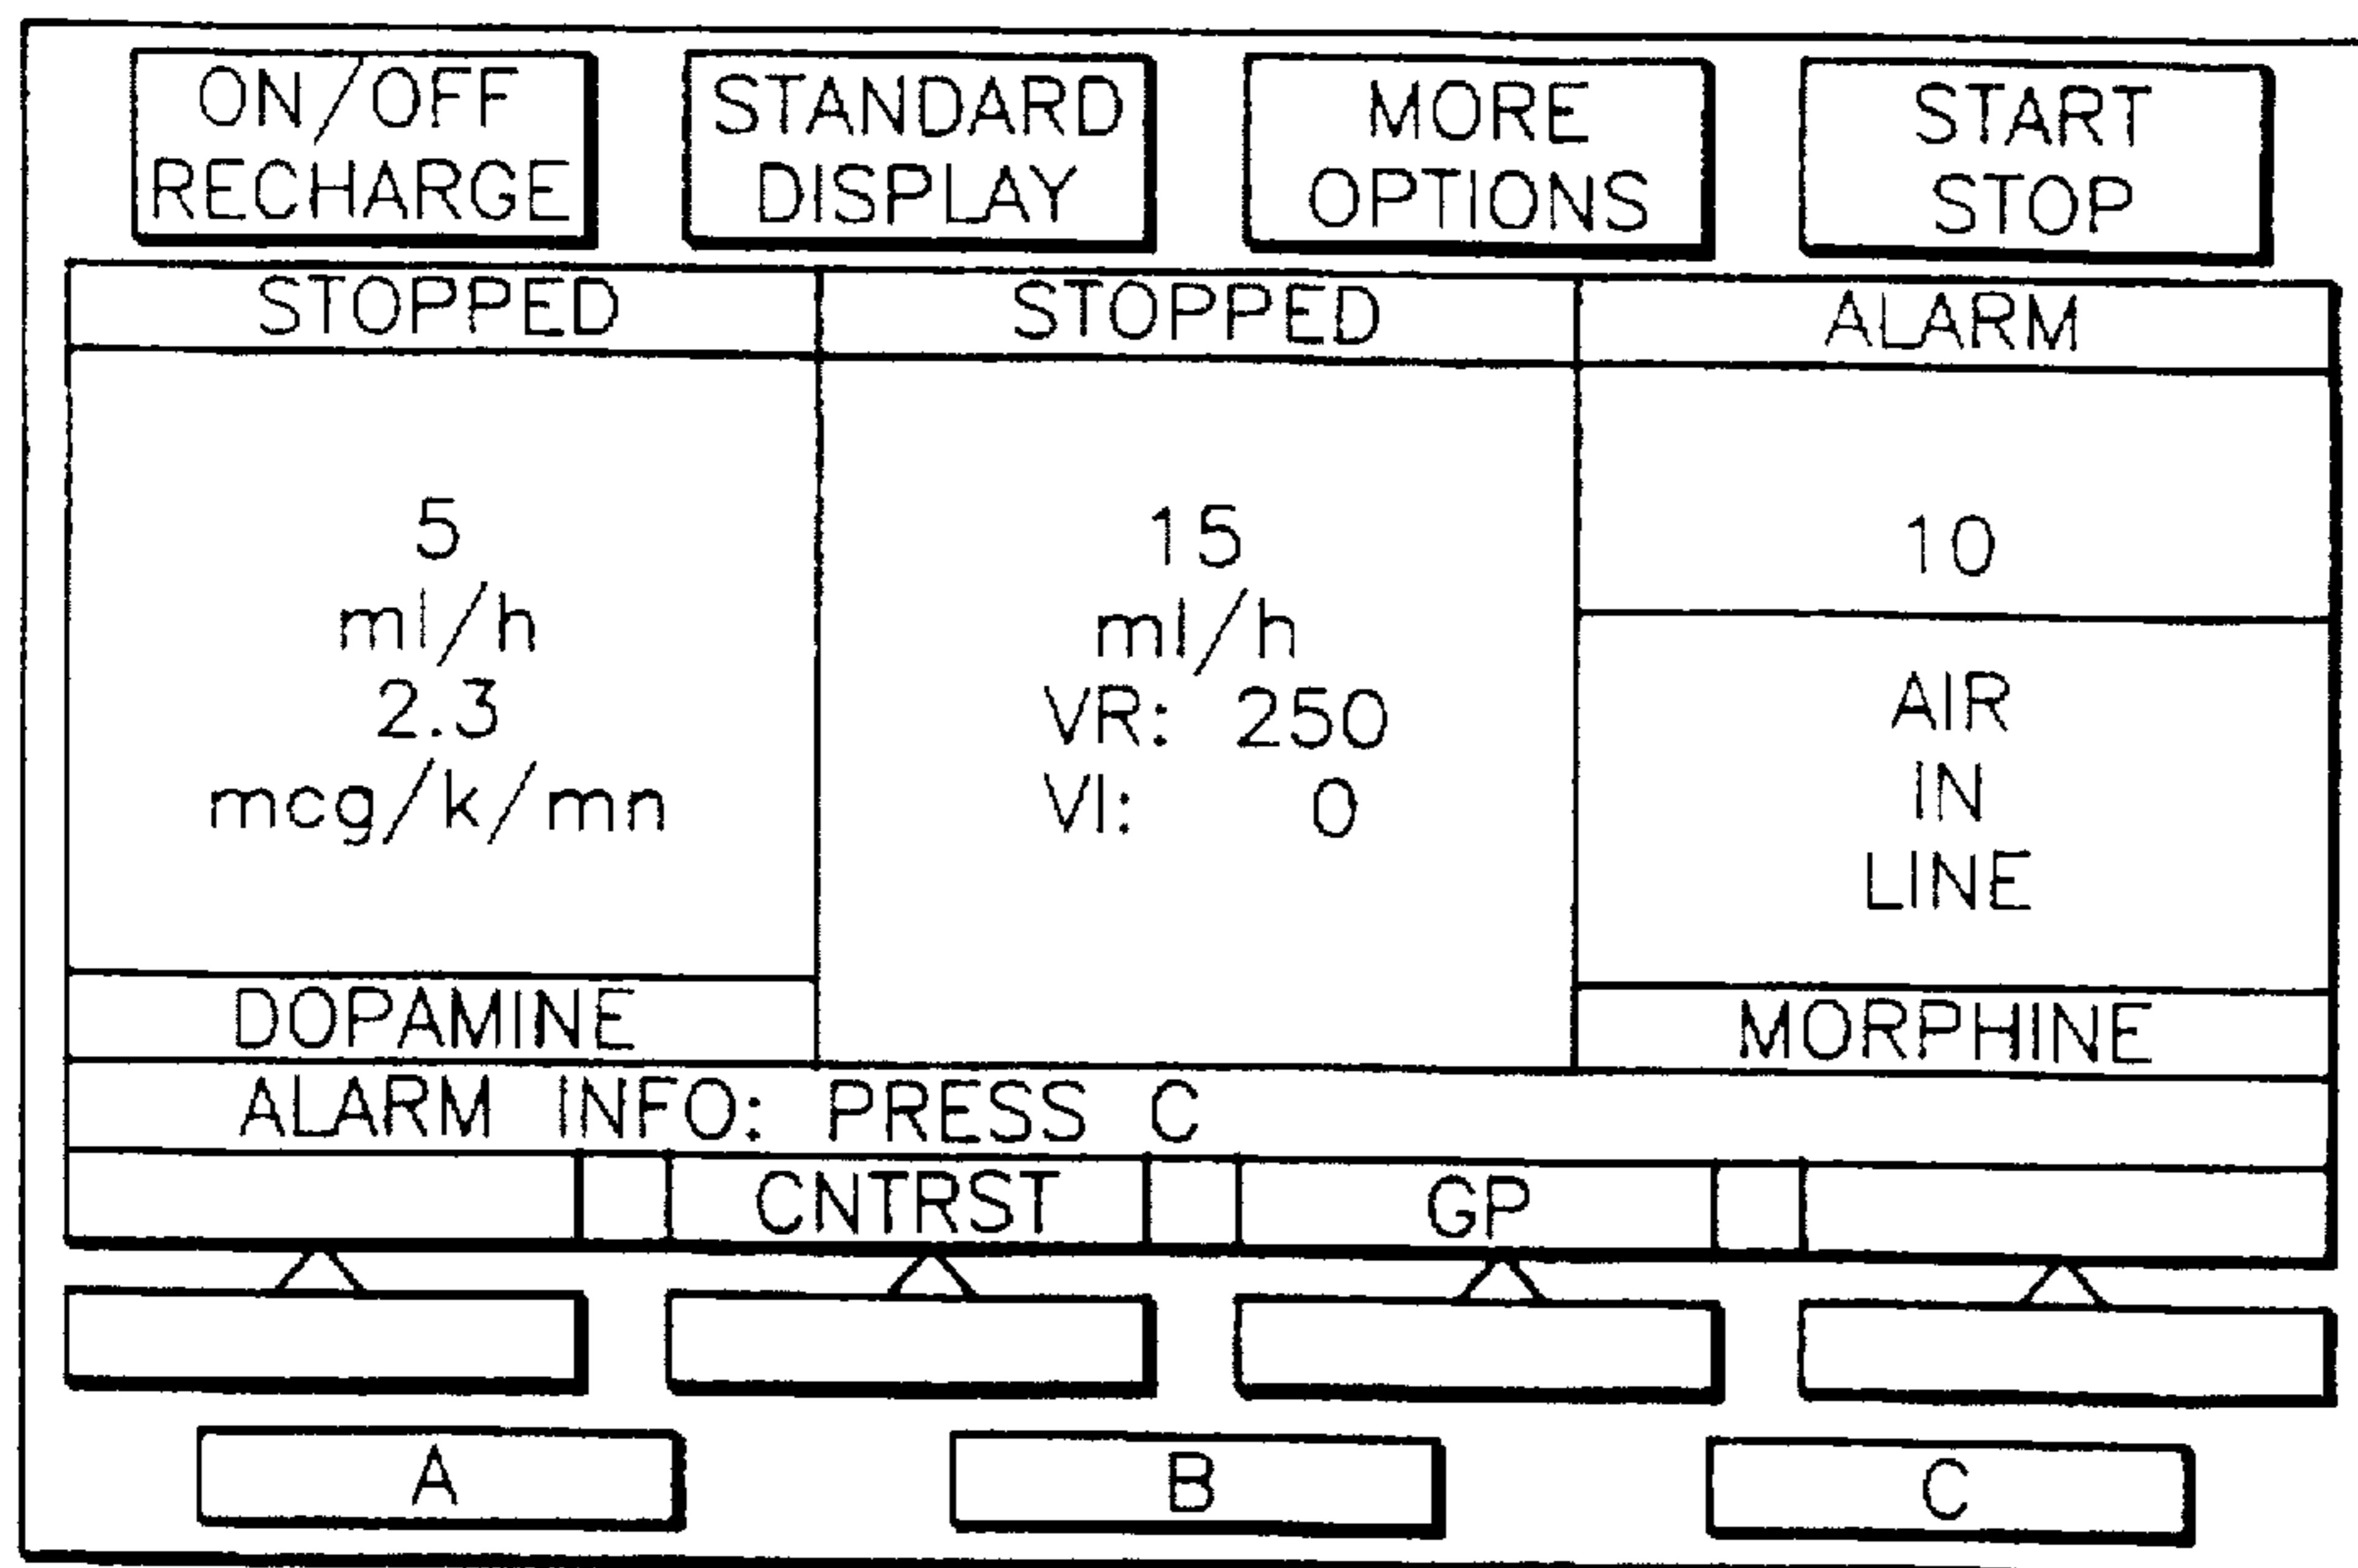 ON/OFF
RECHARGE
STANDARD
DISPLAY
MORE
OPTIONS
START
STOP
STOPPED
STOPPED
ALARM
5
ml/h
2.3
mcg/k/mn
DOPAMINE
15
ml/h
VR: 250
VI: 0
10
AIR
IN
LINE
MORPHINE
ALARM INFO: PRESS C
CNTRST
GP
A
B
C